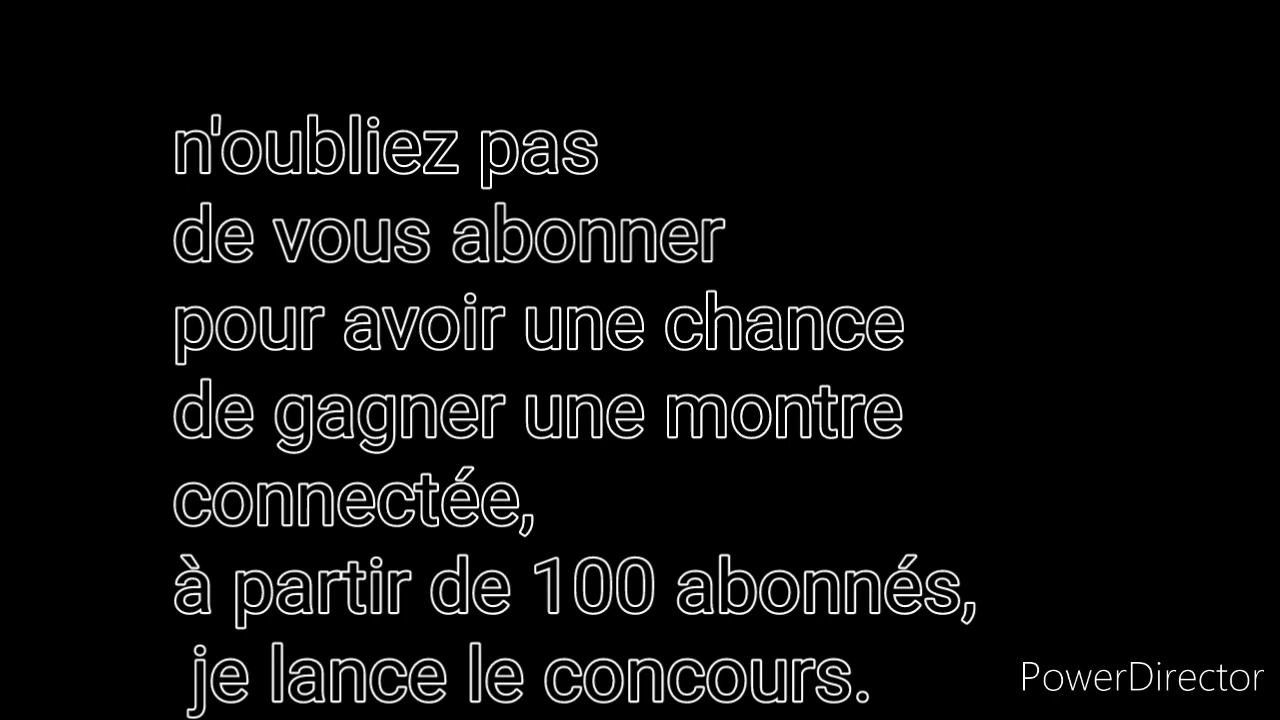 n'oubliez pas
de vous abonner
pour avoir une chance
de gagner une montre
connectée,
à partir de 100 abonnés,
je lance le concours.
PowerDirector